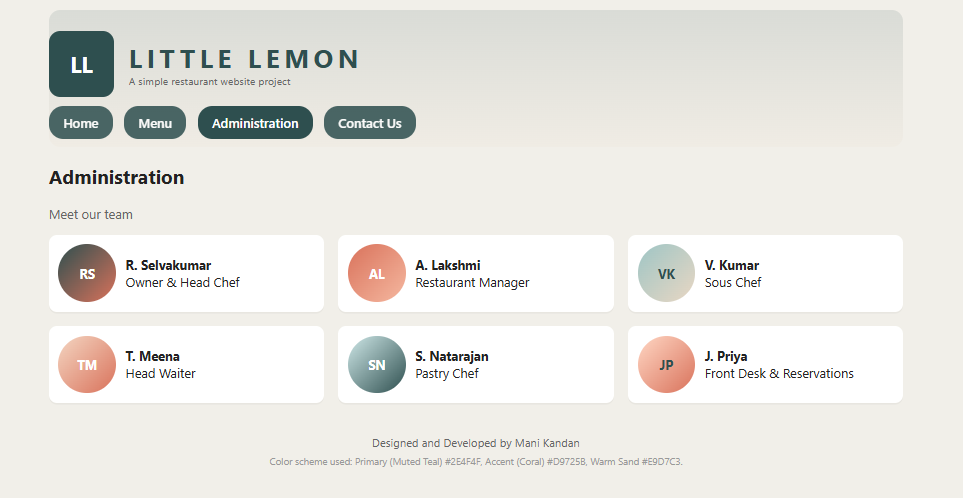 LL
LITTLE LEMON
A simple restaurant website project
Home Menu Administration Contact Us
Administration
Meet our team
RS
R. Selvakumar
Owner & Head Chef
AL
A. Lakshmi
Restaurant Manager
VK
V. Kumar
Sous Chef
TM
T. Meena
Head Waiter
SN
S. Natarajan
Pastry Chef
JP
J. Priya
Front Desk & Reservations
Designed and Developed by Mani Kandan
Color scheme used: Primary (Muted Teal) #2E4F4F, Accent (Coral) #D9725B, Warm Sand #E9D7C3.